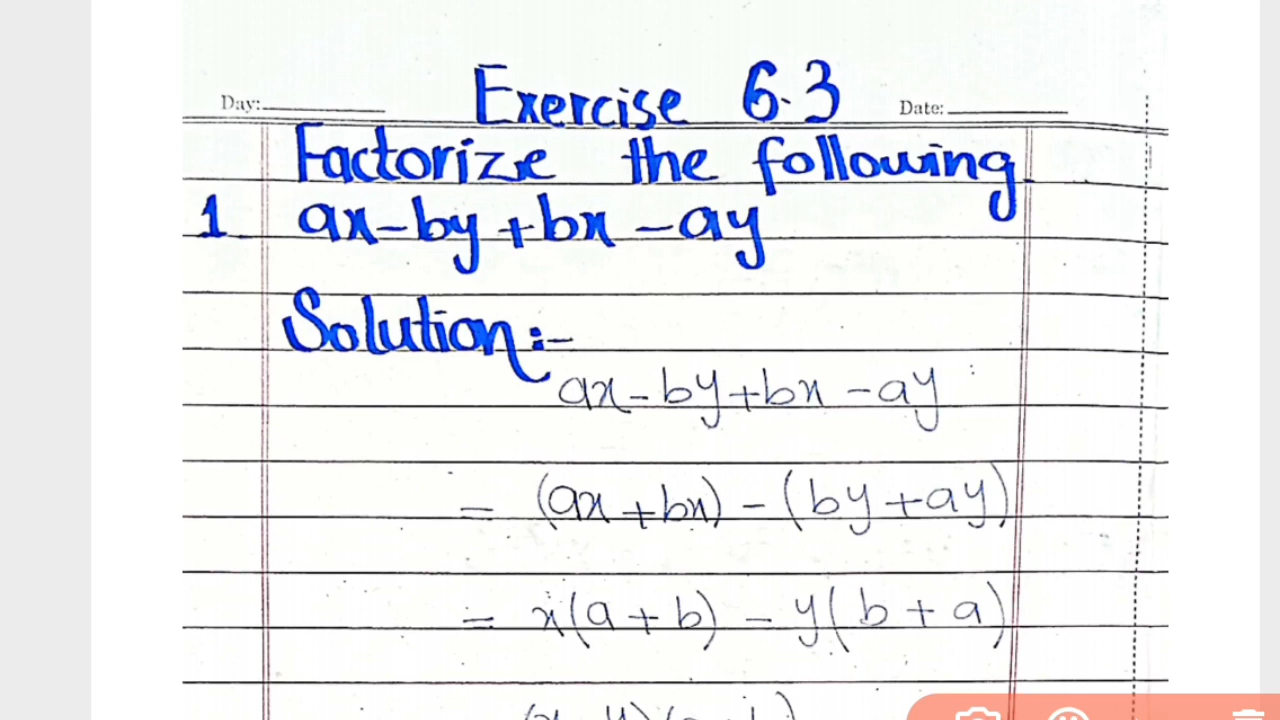 Exercise 6.3
Day: Date:
Factorize the following.
1. ax-by+bx-ay
Solution:-
ax-by+bx-ay
= (ax+bx)-(by+ay)
= x(a+b)-y(b+a)